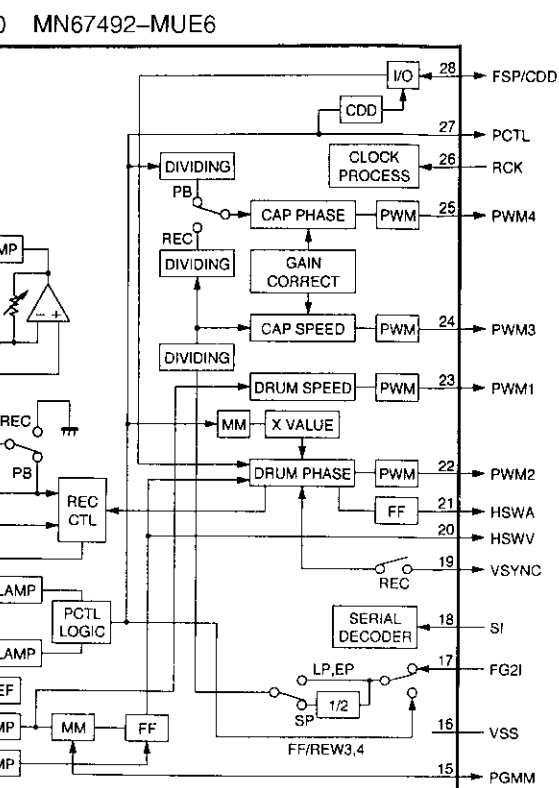 MN67492–MUE6
28
I/O
FSP/CDD
CDD
27
PCTL
CLOCK
PROCESS
26
RCK
DIVIDING
PB
CAP PHASE
PWM
25
PWM4
REC
DIVIDING
GAIN
CORRECT
CAP SPEED
PWM
24
PWM3
DIVIDING
DRUM SPEED
PWM
23
PWM1
MM
X VALUE
REC
DRUM PHASE
PWM
22
PWM2
PB
REC
CTL
FF
21
HSWA
20
HSWV
19
VSYNC
REC
PCTL
LOGIC
SERIAL
DECODER
18
SI
LP,EP
17
FG2I
1/2
SP
MM
FF
FF/REW3,4
16
VSS
15
PGMM